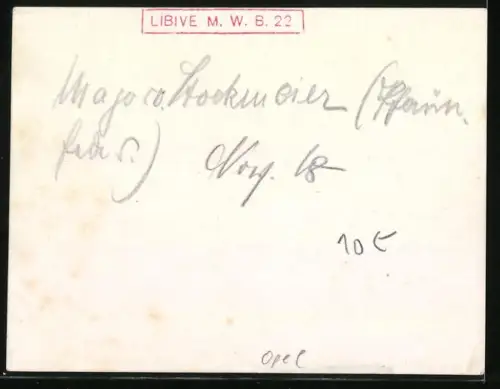 LIBIVE M. W. B. 22
Major v. Stockmeier
Nov. 18
10 €
Opel